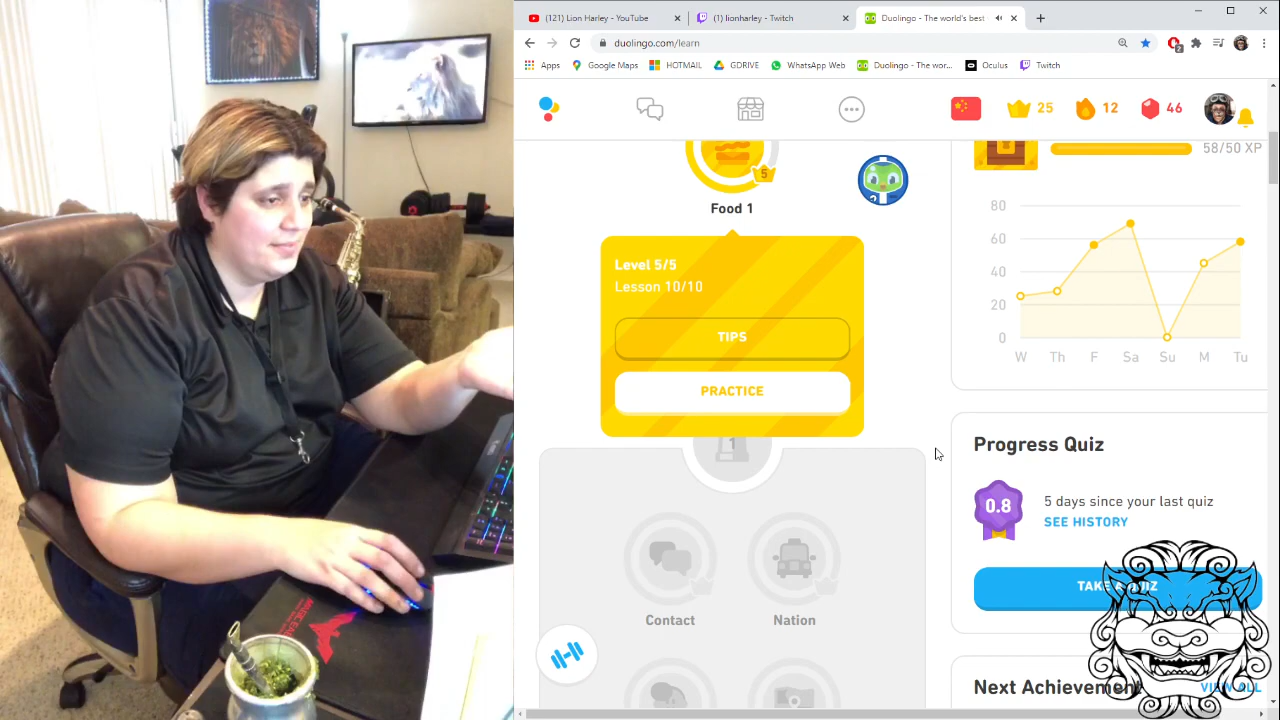 (121) Lion Harley - YouTube
(1) lionharley - Twitch
Duolingo - The world's best
duolingo.com/learn
Apps
Google Maps
HOTMAIL
GDRIVE
WhatsApp Web
Duolingo - The wor...
Oculus
Twitch
25
12
46
5
Food 1
Level 5/5
Lesson 10/10
TIPS
PRACTICE
1
Contact
Nation
58/50 XP
80
60
40
20
0
W Th F Sa Su M Tu
Progress Quiz
0.8
5 days since your last quiz
SEE HISTORY
Next Achievement